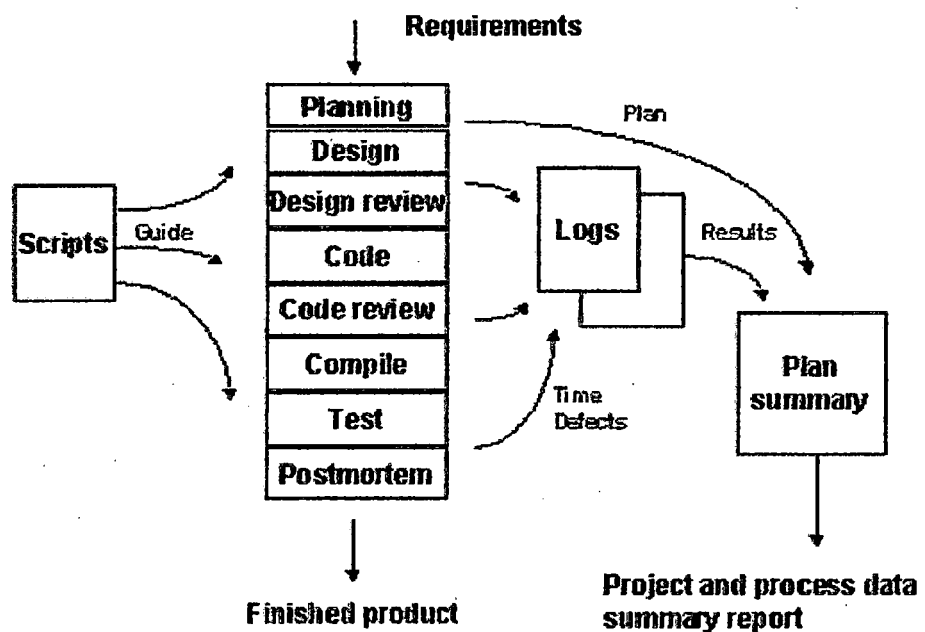 Requirements
Planning
Plan
Design
Design review
Scripts
Guide
Logs
Results
Code
Code review
Compile
Plan
summary
Time
Defects
Test
Postmortem
Finished product
Project and process data
summary report